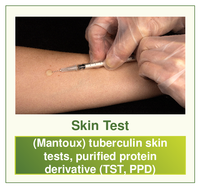 Skin Test
(Mantoux) tuberculin skin
tests, purified protein
derivative (TST, PPD)